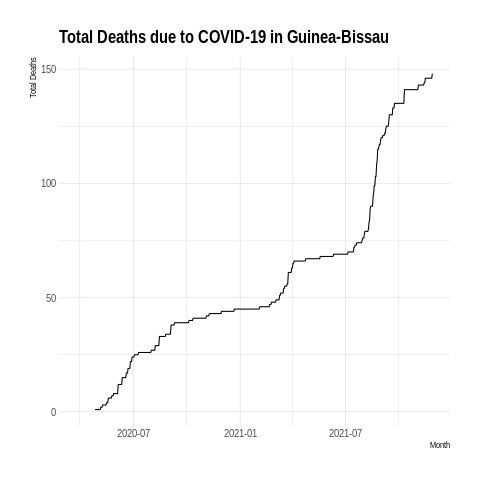 Total Deaths due to COVID-19 in Guinea-Bissau
Total Deaths
150
100
50
0
2020-07 2021-01 2021-07
Month